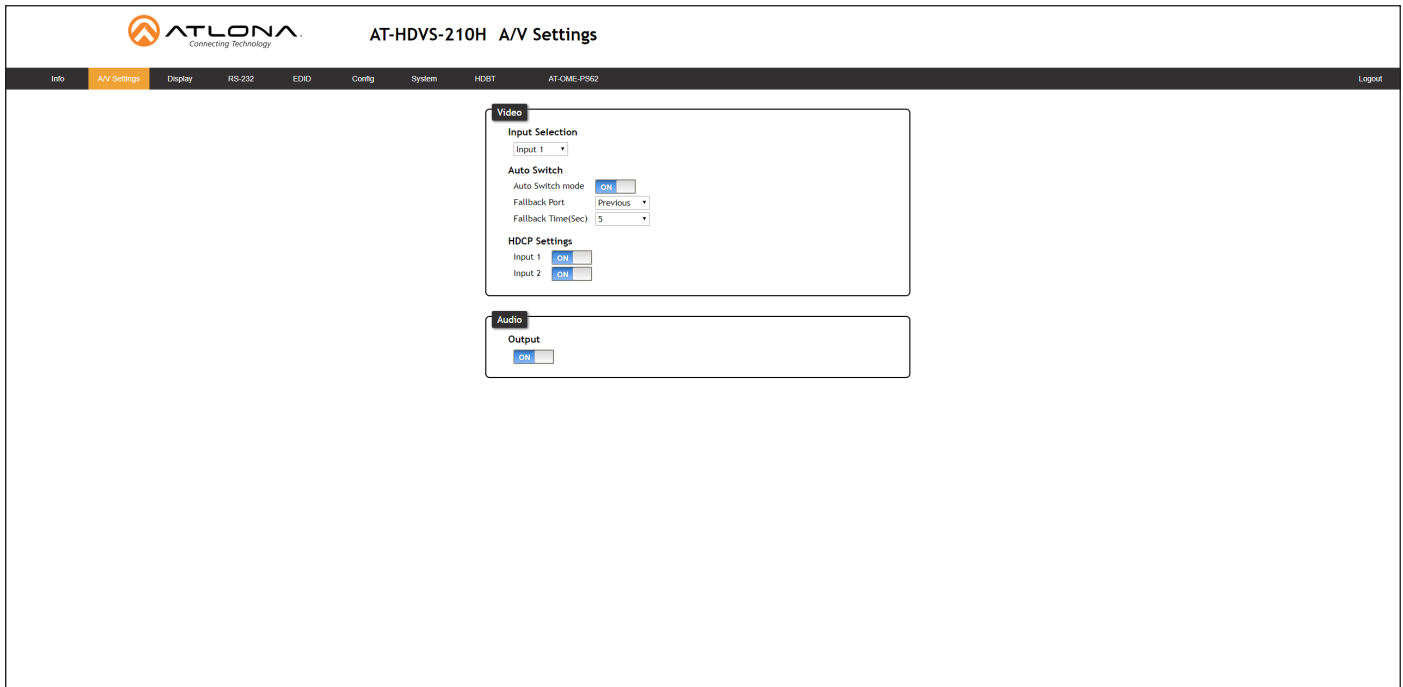 ATLONA.
Connecting Technology
AT-HDVS-210H A/V Settings
Info A/V Settings Display RS-232 EDID Config System HDBT AT-OME-PS62 Logout
Video
Input Selection
Input 1
Auto Switch
Auto Switch mode ON
Fallback Port Previous
Fallback Time(Sec) 5
HDCP Settings
Input 1 ON
Input 2 ON
Audio
Output
ON